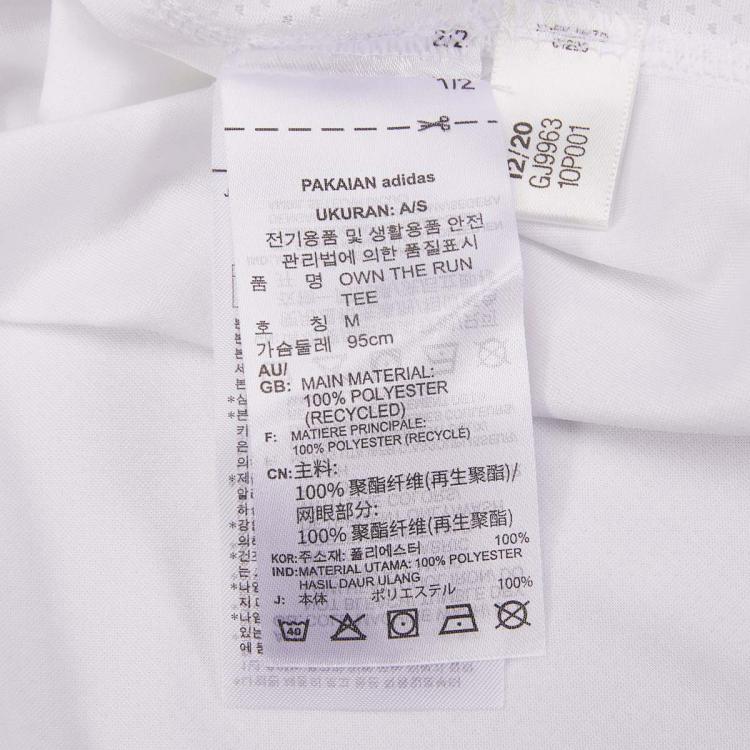 2/2
1/2
12/20
GJ9963
10P001
PAKAIAN adidas
UKURAN: A/S
전기용품 및 생활용품 안전
관리법에 의한 품질표시
품 명 OWN THE RUN
TEE
호 칭 M
가슴둘레 95cm
AU/
GB: MAIN MATERIAL:
100% POLYESTER
(RECYCLED)
F: MATIERE PRINCIPALE:
100% POLYESTER (RECYCLÉ)
CN: 主料:
100% 聚酯纤维(再生聚酯)/
网眼部分:
100% 聚酯纤维(再生聚酯)
KOR: 주소재: 폴리에스터 100%
IND: MATERIAL UTAMA: 100% POLYESTER
HASIL DAUR ULANG
J: 本体 ポリエステル 100%
40